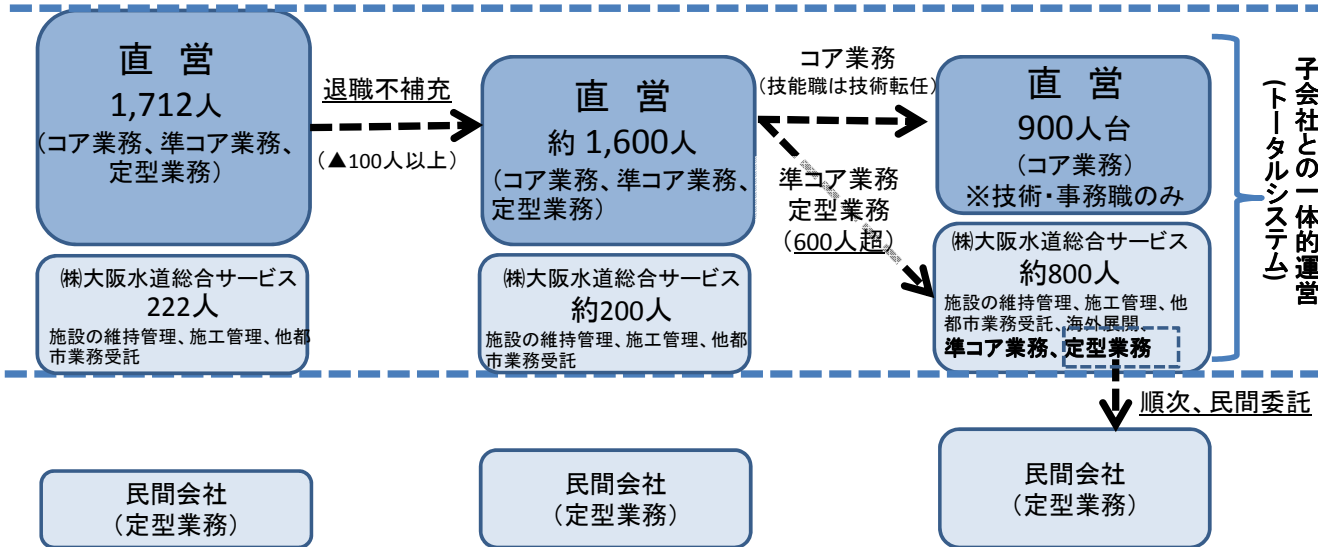 直 営
1,712人
(コア業務、準コア業務、
定型業務)
㈱大阪水道総合サービス
222人
施設の維持管理、施工管理、他都
市業務受託
民間会社
(定型業務)
退職不補充
(▲100人以上)
直 営
約 1,600人
(コア業務、準コア業務、
定型業務)
㈱大阪水道総合サービス
約200人
施設の維持管理、施工管理、他都
市業務受託
民間会社
(定型業務)
コア業務
(技能職は技術転任)
準コア業務
定型業務
(600人超)
直 営
900人台
(コア業務)
※技術・事務職のみ
㈱大阪水道総合サービス
約800人
施設の維持管理、施工管理、他
都市業務受託、海外展開、
準コア業務、定型業務
順次、民間委託
民間会社
(定型業務)
子会社との一体的運営
(トータルシステム)